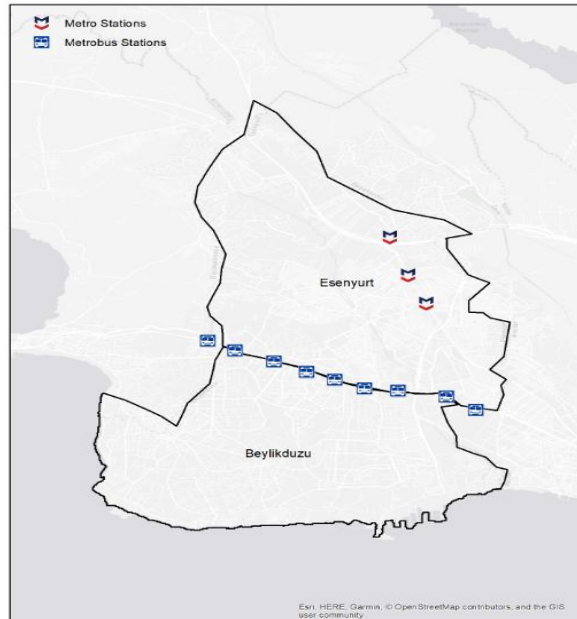 Metro Stations
Metrobus Stations
Esenyurt
Beylikduzu
Esri, HERE, Garmin, © OpenStreetMap contributors, and the GIS
user community